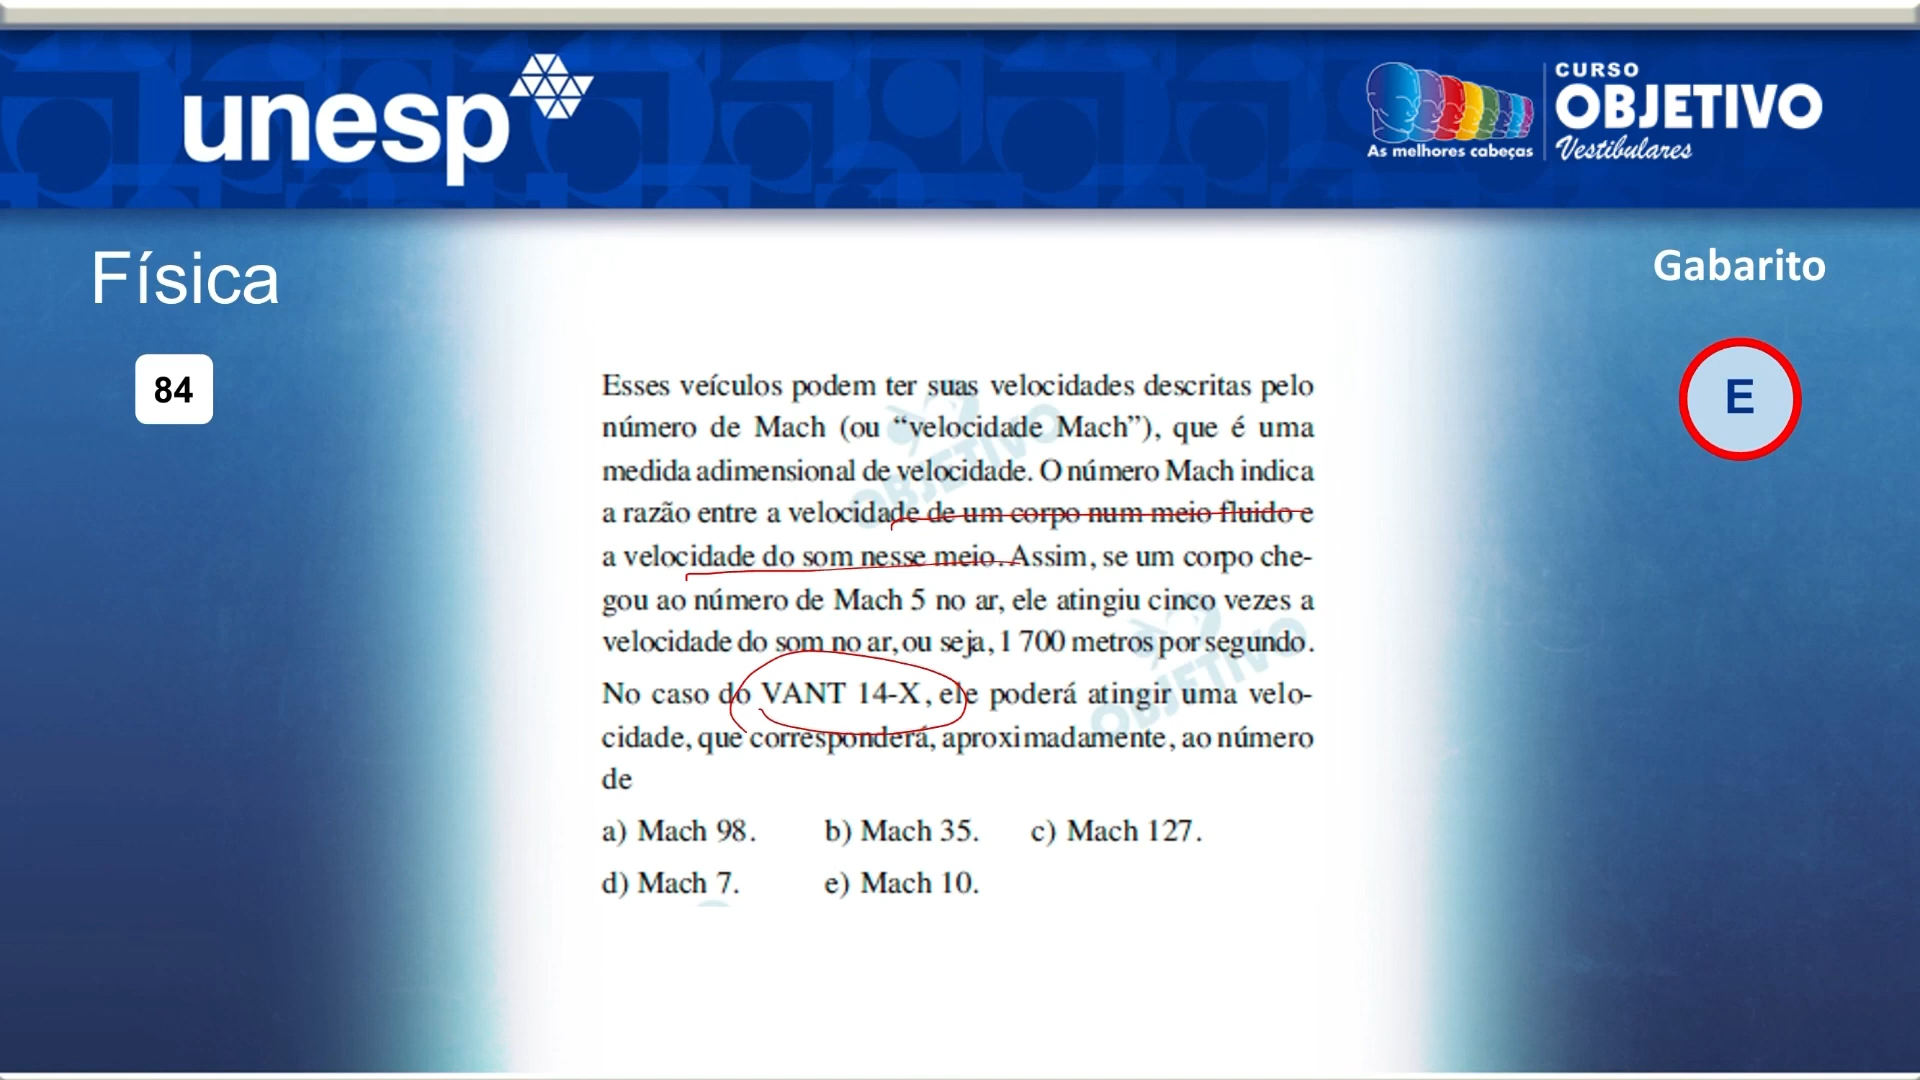 unesp
CURSO
OBJETIVO
Vestibulares
As melhores cabeças
Física
Gabarito
84
E
Esses veículos podem ter suas velocidades descritas pelo
número de Mach (ou “velocidade Mach”), que é uma
medida adimensional de velocidade. O número Mach indica
a razão entre a velocidade de um corpo num meio fluido e
a velocidade do som nesse meio. Assim, se um corpo che-
gou ao número de Mach 5 no ar, ele atingiu cinco vezes a
velocidade do som no ar, ou seja, 1 700 metros por segundo.
No caso do VANT 14-X, ele poderá atingir uma velo-
cidade, que corresponderá, aproximadamente, ao número
de
a) Mach 98. b) Mach 35. c) Mach 127.
d) Mach 7. e) Mach 10.
OBJETIVO
OBJETIVO